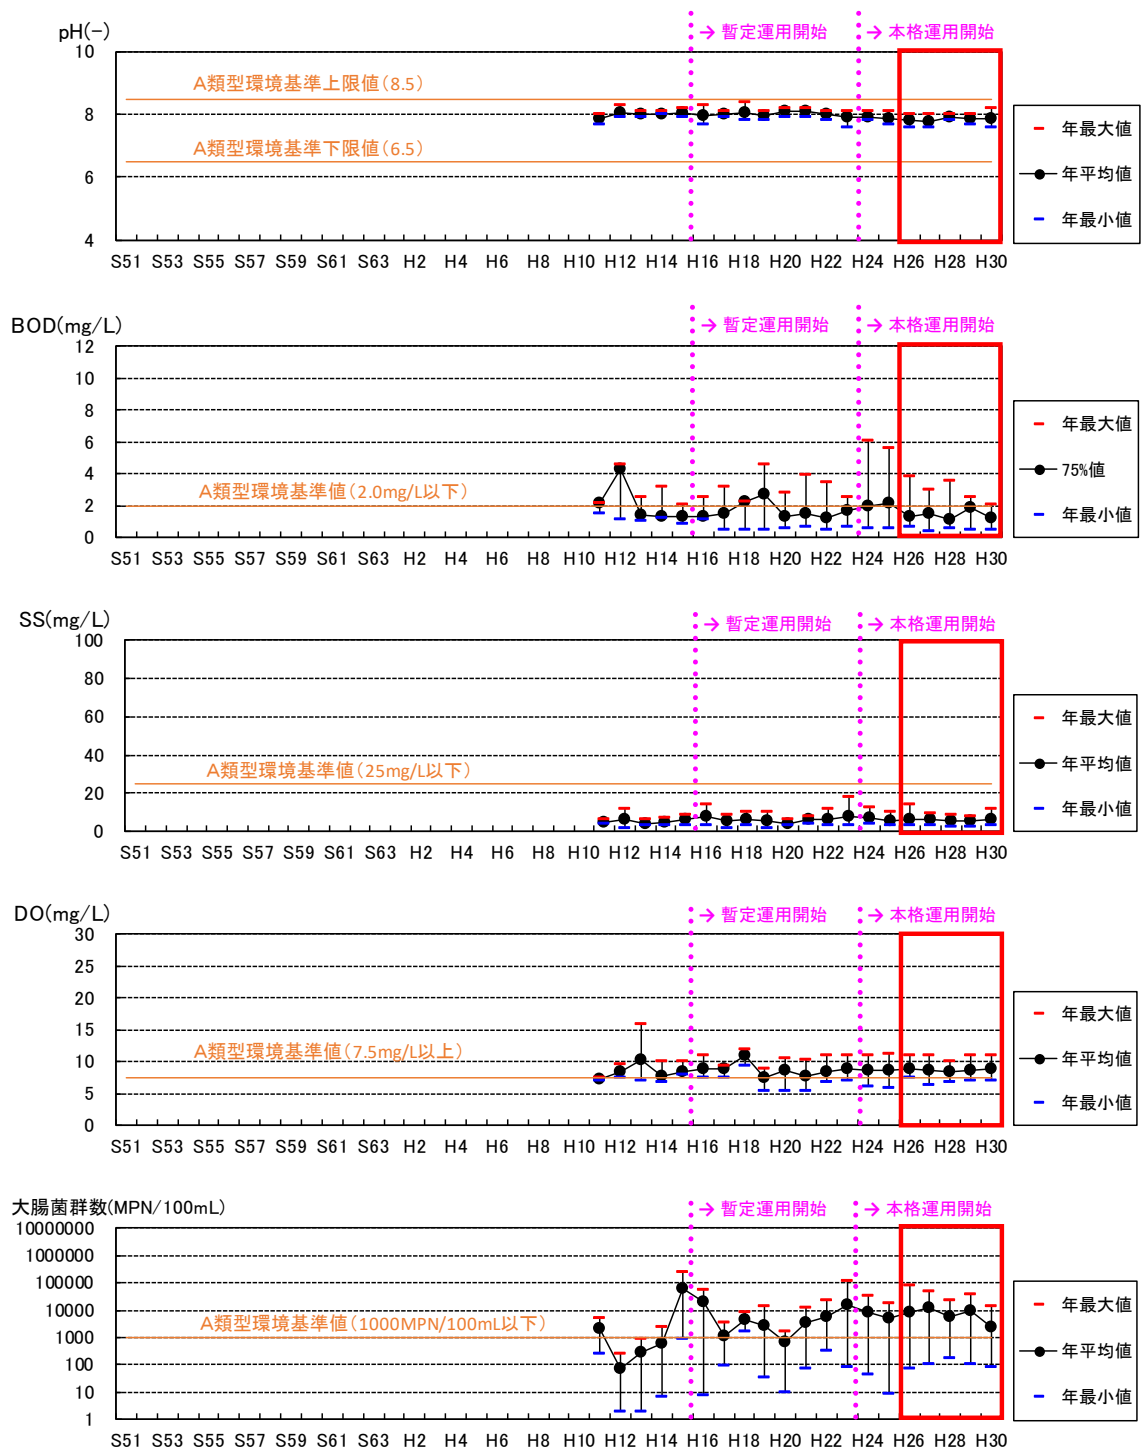 pH(-)
→ 暫定運用開始
→ 本格運用開始
10
8
6
4
A類型環境基準上限値(8.5)
A類型環境基準下限値(6.5)
年最大値
年平均値
年最小値
S51 S53 S55 S57 S59 S61 S63 H2 H4 H6 H8 H10 H12 H14 H16 H18 H20 H22 H24 H26 H28 H30
BOD(mg/L)
→ 暫定運用開始
→ 本格運用開始
12
10
8
6
4
2
0
A類型環境基準値(2.0mg/L以下)
年最大値
75%値
年最小値
S51 S53 S55 S57 S59 S61 S63 H2 H4 H6 H8 H10 H12 H14 H16 H18 H20 H22 H24 H26 H28 H30
SS(mg/L)
→ 暫定運用開始
→ 本格運用開始
100
80
60
40
20
0
A類型環境基準値(25mg/L以下)
年最大値
年平均値
年最小値
S51 S53 S55 S57 S59 S61 S63 H2 H4 H6 H8 H10 H12 H14 H16 H18 H20 H22 H24 H26 H28 H30
DO(mg/L)
→ 暫定運用開始
→ 本格運用開始
30
25
20
15
10
5
0
A類型環境基準値(7.5mg/L以上)
年最大値
年平均値
年最小値
S51 S53 S55 S57 S59 S61 S63 H2 H4 H6 H8 H10 H12 H14 H16 H18 H20 H22 H24 H26 H28 H30
大腸菌群数(MPN/100mL)
→ 暫定運用開始
→ 本格運用開始
10000000
1000000
100000
10000
1000
100
10
1
A類型環境基準値(1000MPN/100mL以下)
年最大値
年平均値
年最小値
S51 S53 S55 S57 S59 S61 S63 H2 H4 H6 H8 H10 H12 H14 H16 H18 H20 H22 H24 H26 H28 H30